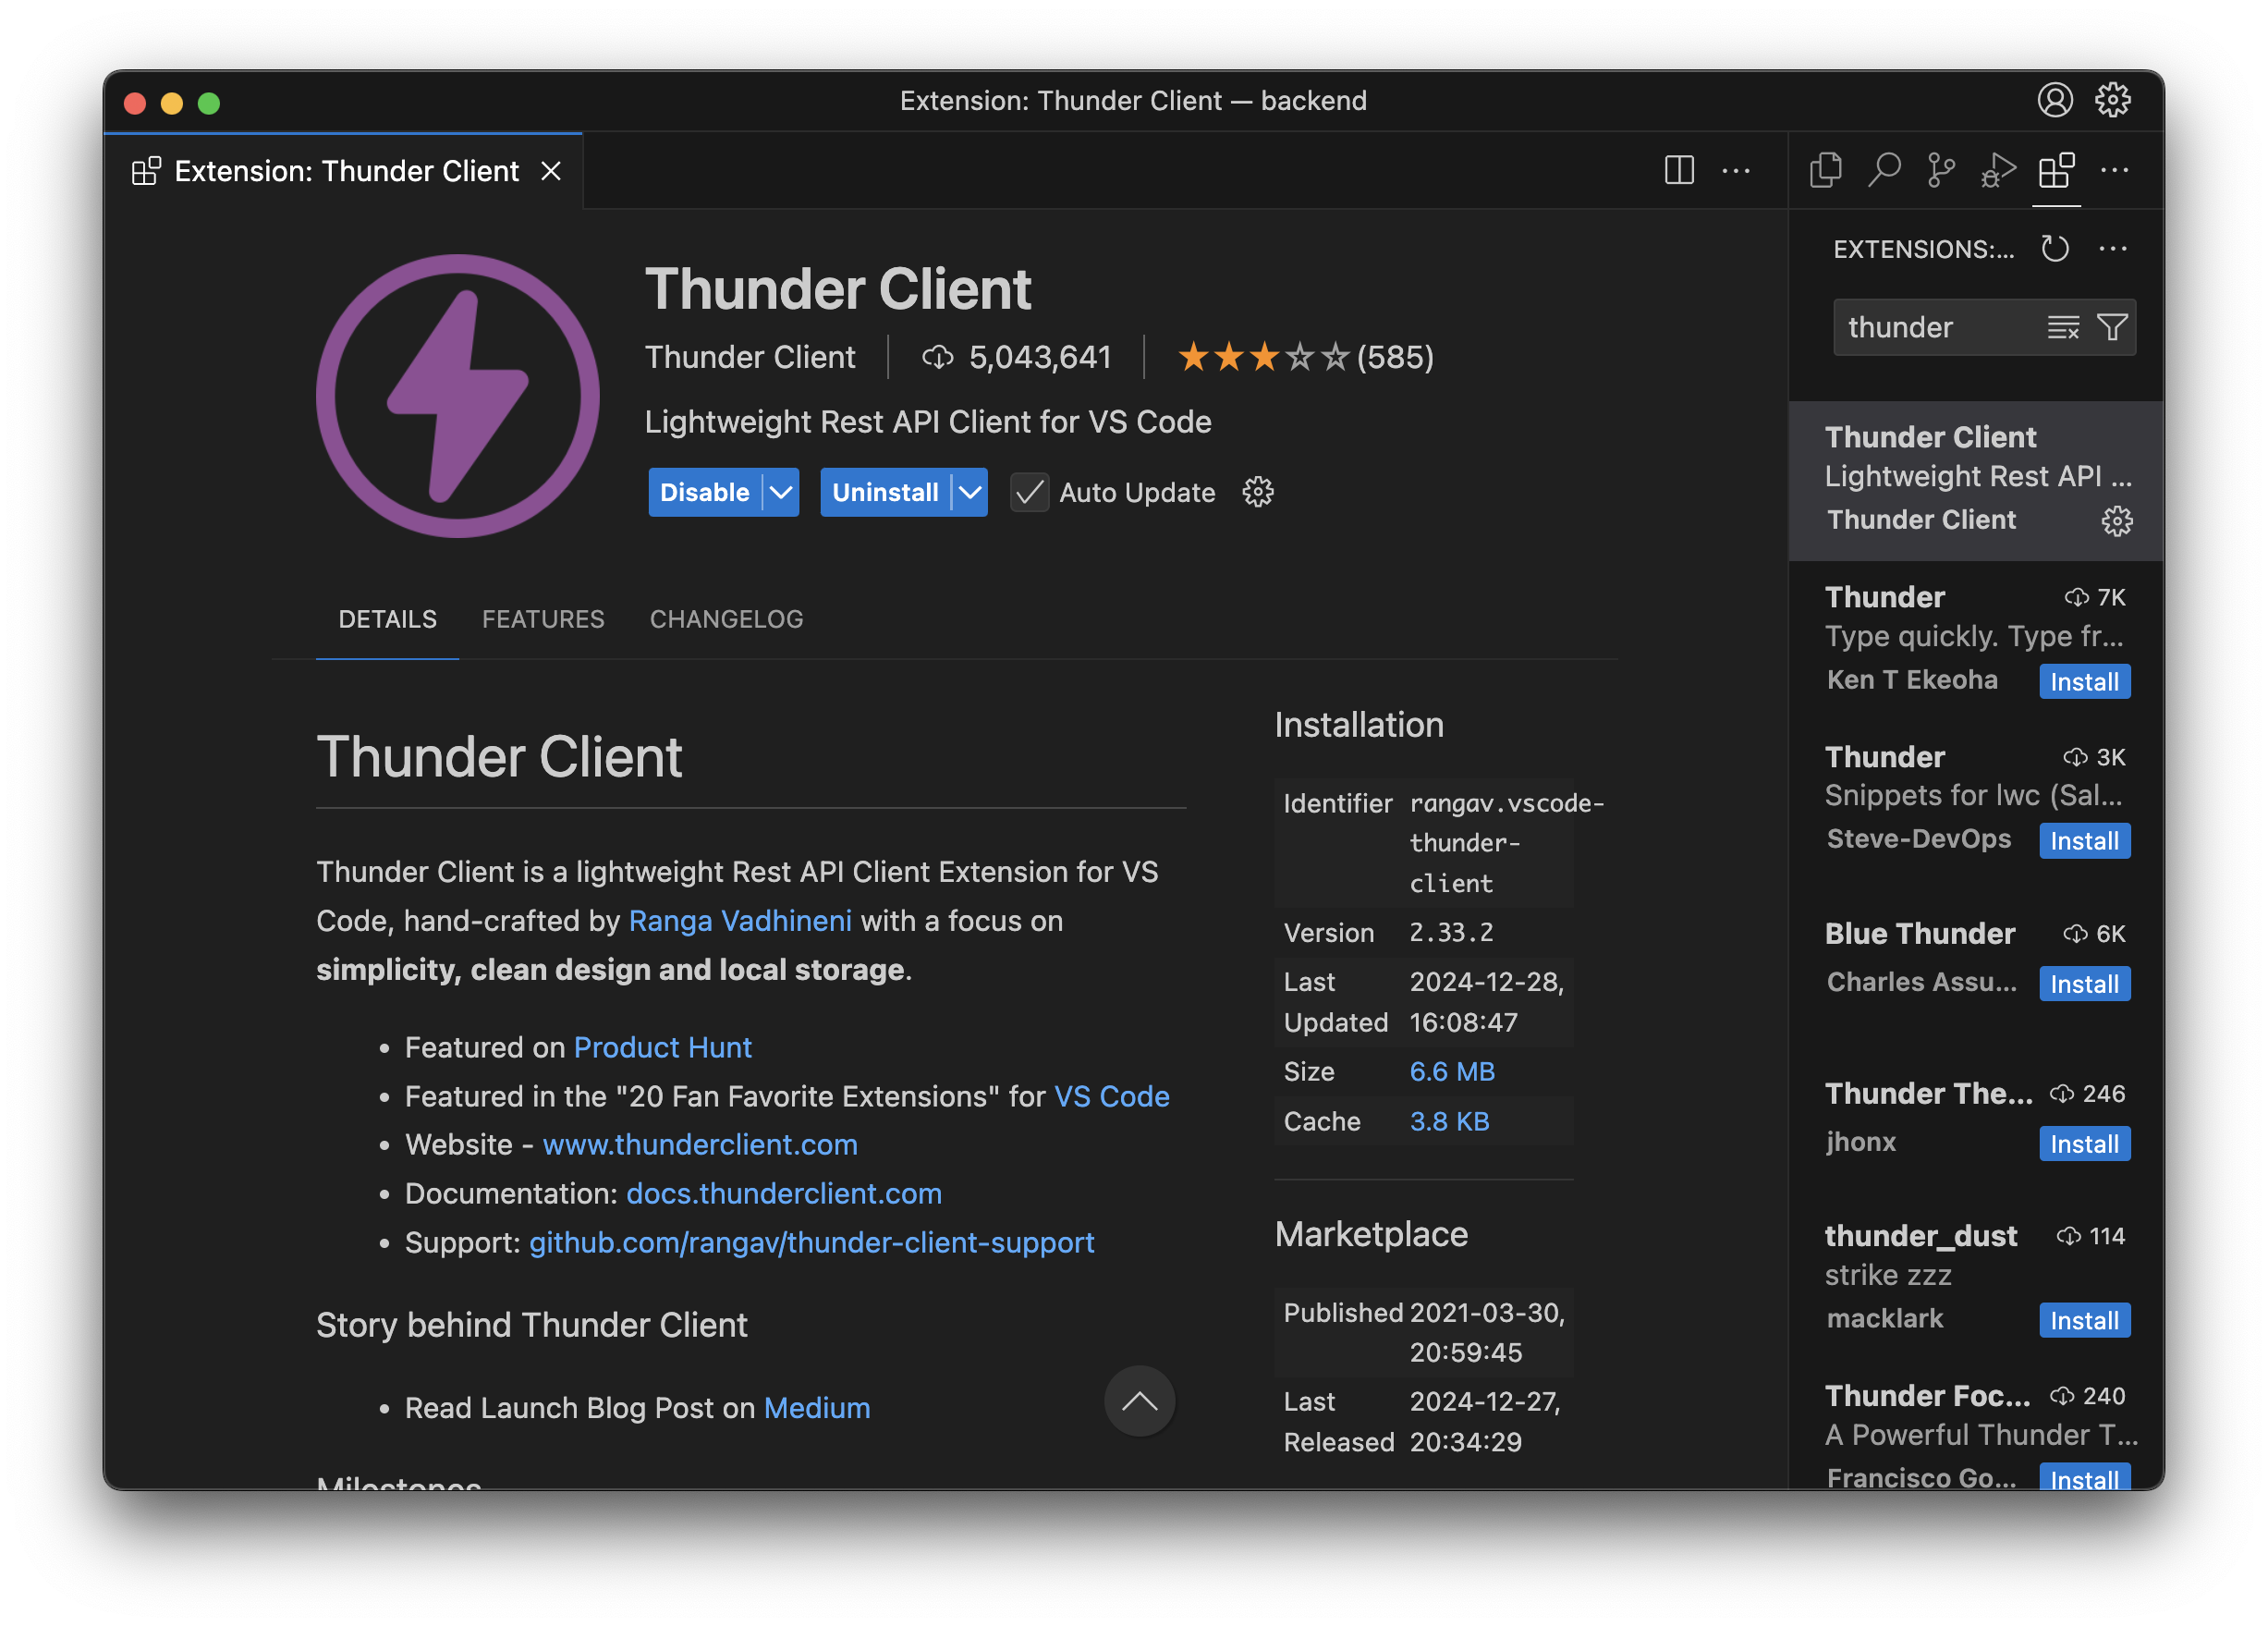 Extension: Thunder Client — backend
Extension: Thunder Client
Thunder Client
Thunder Client
5,043,641
(585)
Lightweight Rest API Client for VS Code
Disable
Uninstall
Auto Update
DETAILS
FEATURES
CHANGELOG
Thunder Client
Thunder Client is a lightweight Rest API Client Extension for VS
Code, hand-crafted by Ranga Vadhineni with a focus on
simplicity, clean design and local storage.
• Featured on Product Hunt
• Featured in the "20 Fan Favorite Extensions" for VS Code
• Website - www.thunderclient.com
• Documentation: docs.thunderclient.com
• Support: github.com/rangav/thunder-client-support
Story behind Thunder Client
• Read Launch Blog Post on Medium
Milestones
Installation
Identifier rangav.vscode-
thunder-
client
Version 2.33.2
Last 2024-12-28,
Updated 16:08:47
Size 6.6 MB
Cache 3.8 KB
Marketplace
Published 2021-03-30,
20:59:45
Last 2024-12-27,
Released 20:34:29
EXTENSIONS:...
thunder
Thunder Client
Lightweight Rest API ...
Thunder Client
Thunder 7K
Type quickly. Type fr...
Ken T Ekeoha Install
Thunder 3K
Snippets for lwc (Sal...
Steve-DevOps Install
Blue Thunder 6K
Charles Assu... Install
Thunder The... 246
jhonx Install
thunder_dust 114
strike zzz
macklark Install
Thunder Foc... 240
A Powerful Thunder T...
Francisco Go... Install